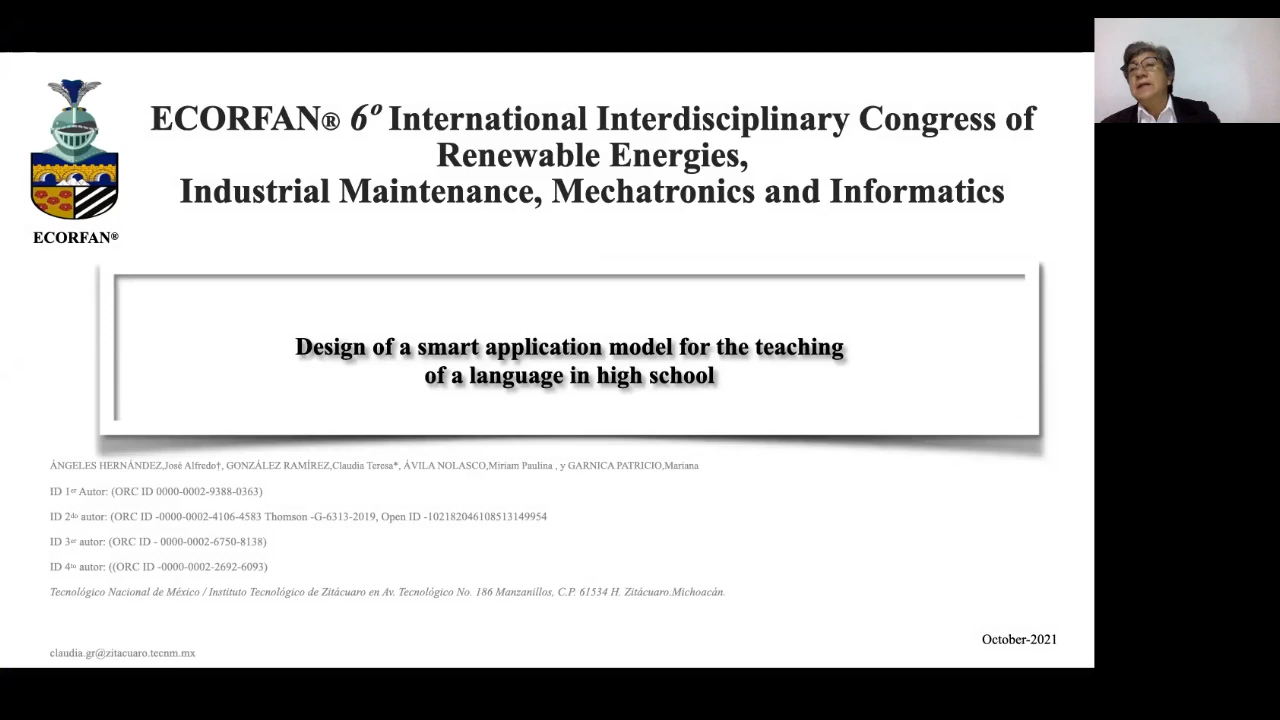 ECORFAN® 6º International Interdisciplinary Congress of
Renewable Energies,
Industrial Maintenance, Mechatronics and Informatics
ECORFAN®
Design of a smart application model for the teaching
of a language in high school
ÁNGELES HERNÁNDEZ,José Alfredo†, GONZÁLEZ RAMÍREZ,Claudia Teresa*, ÁVILA NOLASCO,Miriam Paulina , y GARNICA PATRICIO,Mariana
ID 1er Autor: (ORC ID 0000-0002-9388-0363)
ID 2do autor: (ORC ID -0000-0002-4106-4583 Thomson -G-6313-2019, Open ID -102182046108513149954
ID 3er autor: (ORC ID - 0000-0002-6750-8138)
ID 4to autor: ((ORC ID -0000-0002-2692-6093)
Tecnológico Nacional de México / Instituto Tecnológico de Zitácuaro en Av. Tecnológico No. 186 Manzanillos, C.P. 61534 H. Zitácuaro.Michoacán.
October-2021
claudia.gr@zitacuaro.tecnm.mx